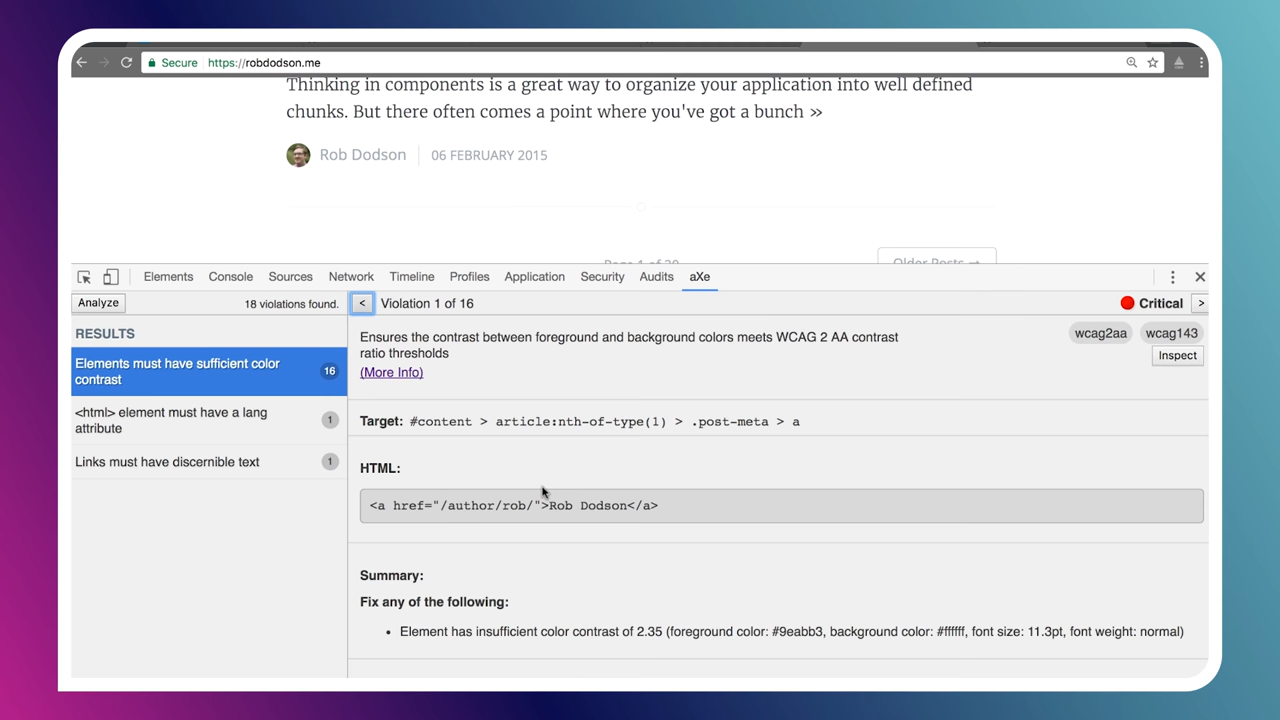 Secure https://robdodson.me
Thinking in components is a great way to organize your application into well defined
chunks. But there often comes a point where you've got a bunch »
Rob Dodson 06 FEBRUARY 2015
Page 1 of 20 Older Posts →
Elements Console Sources Network Timeline Profiles Application Security Audits aXe
Analyze 18 violations found. < Violation 1 of 16 Critical >
RESULTS
Elements must have sufficient color
contrast 16
<html> element must have a lang
attribute 1
Links must have discernible text 1
Ensures the contrast between foreground and background colors meets WCAG 2 AA contrast
ratio thresholds
(More Info)
wcag2aa wcag143
Inspect
Target: #content > article:nth-of-type(1) > .post-meta > a
HTML:
<a href="/author/rob/">Rob Dodson</a>
Summary:
Fix any of the following:
• Element has insufficient color contrast of 2.35 (foreground color: #9eabb3, background color: #ffffff, font size: 11.3pt, font weight: normal)